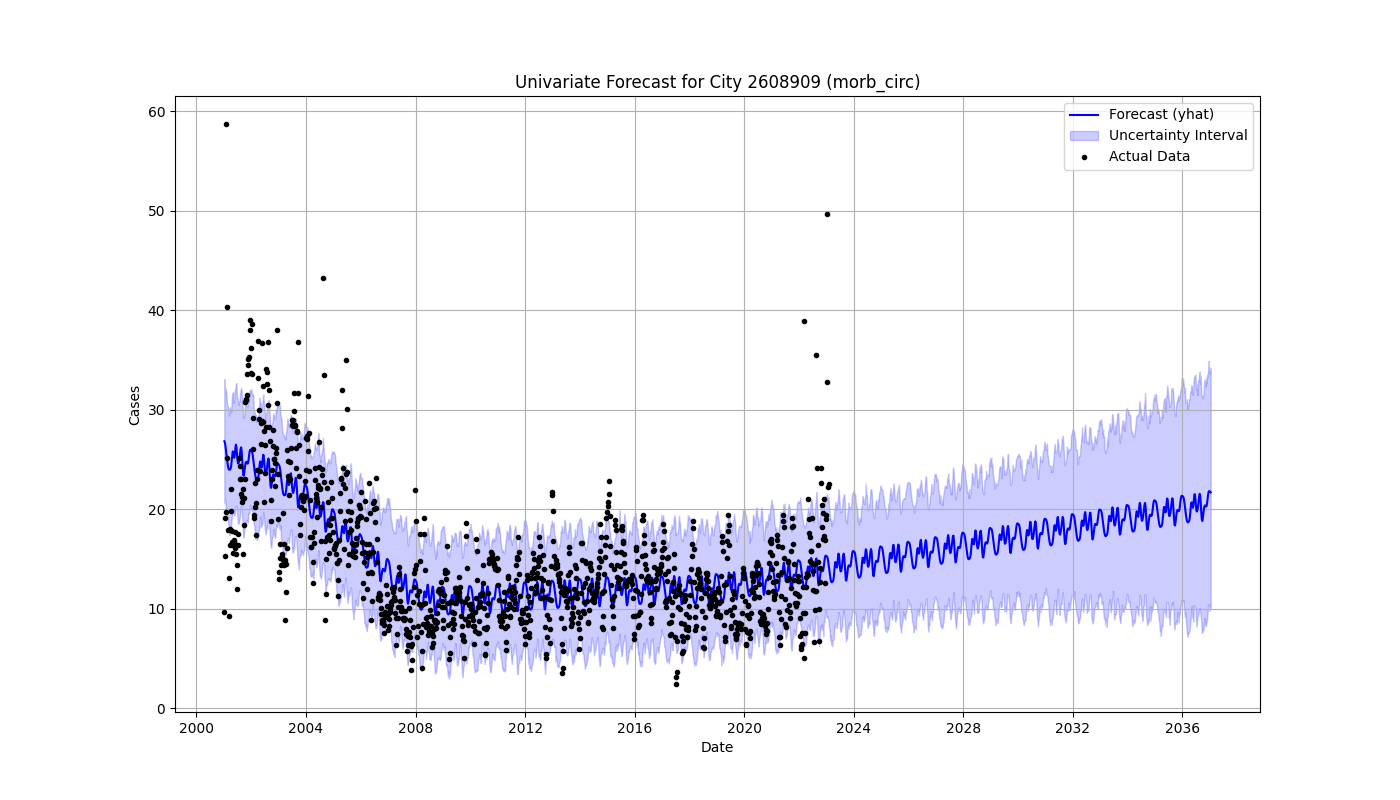 Univariate Forecast for City 2608909 (morb_circ)
Forecast (yhat)
Uncertainty Interval
Actual Data
Cases
60
50
40
30
20
10
0
2000 2004 2008 2012 2016 2020 2024 2028 2032 2036
Date